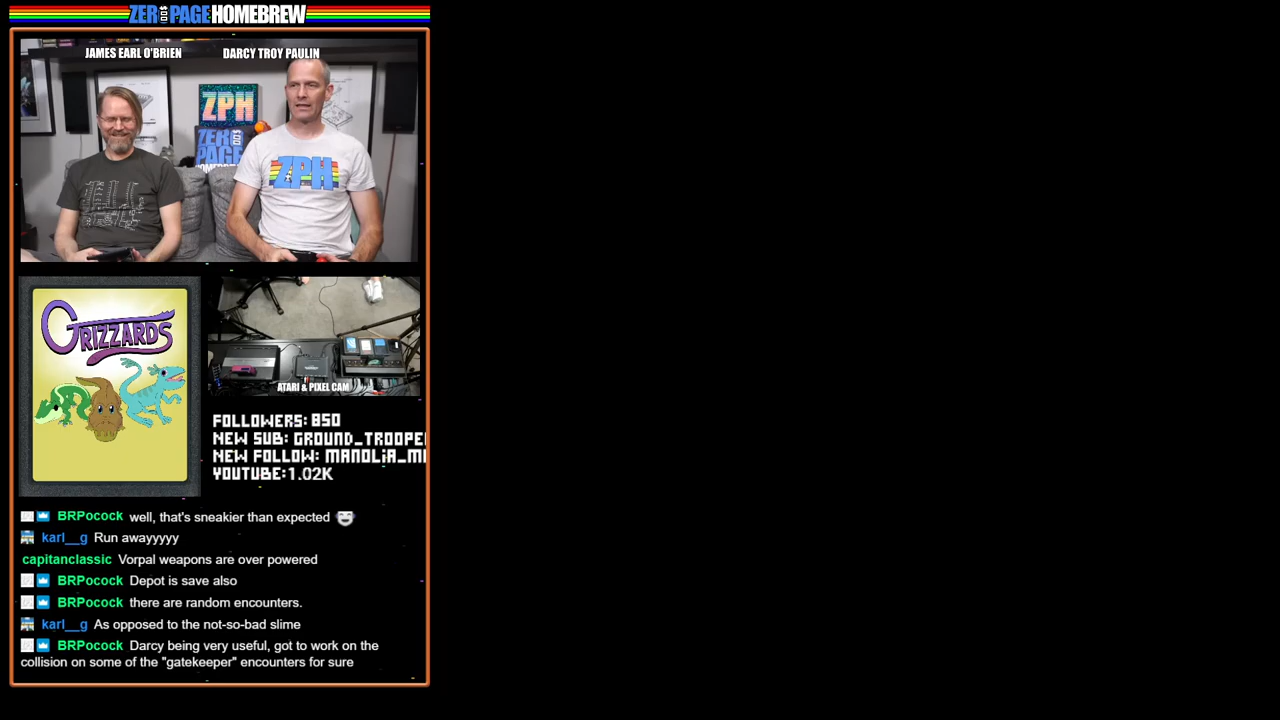 ZEROPAGE HOMEBREW
JAMES EARL O'BRIEN
DARCY TROY PAULIN
ZPH
ZERO
PAGE
ZPH
GRIZZARDS
ATARI & PIXEL CAM
FOLLOWERS: 850
NEW SUB: GROUND_TROOPE
NEW FOLLOW: MANOLIA_M
YOUTUBE:1.02K
BRPocock well, that's sneakier than expected
karl__g Run awayyyyy
capitanclassic Vorpal weapons are over powered
BRPocock Depot is save also
BRPocock there are random encounters.
karl__g As opposed to the not-so-bad slime
BRPocock Darcy being very useful, got to work on the
collision on some of the "gatekeeper" encounters for sure